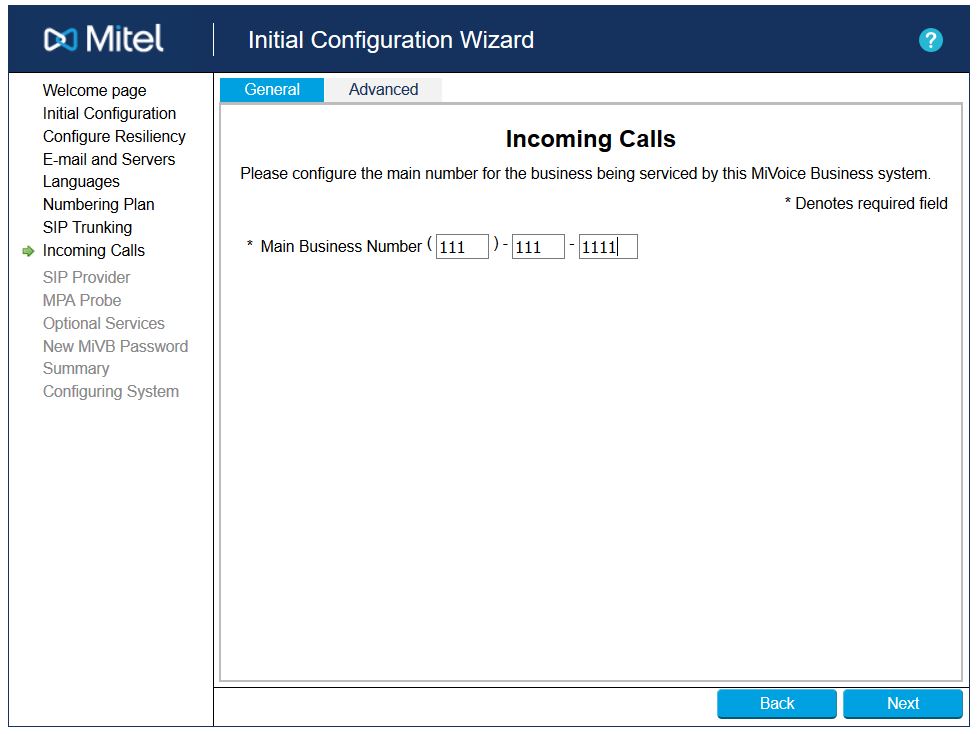 Mitel
Initial Configuration Wizard
?
Welcome page
Initial Configuration
Configure Resiliency
E-mail and Servers
Languages
Numbering Plan
SIP Trunking
Incoming Calls
SIP Provider
MPA Probe
Optional Services
New MiVB Password
Summary
Configuring System
General Advanced
Incoming Calls
Please configure the main number for the business being serviced by this MiVoice Business system.
* Denotes required field
* Main Business Number ( 111 ) - 111 - 1111
Back Next